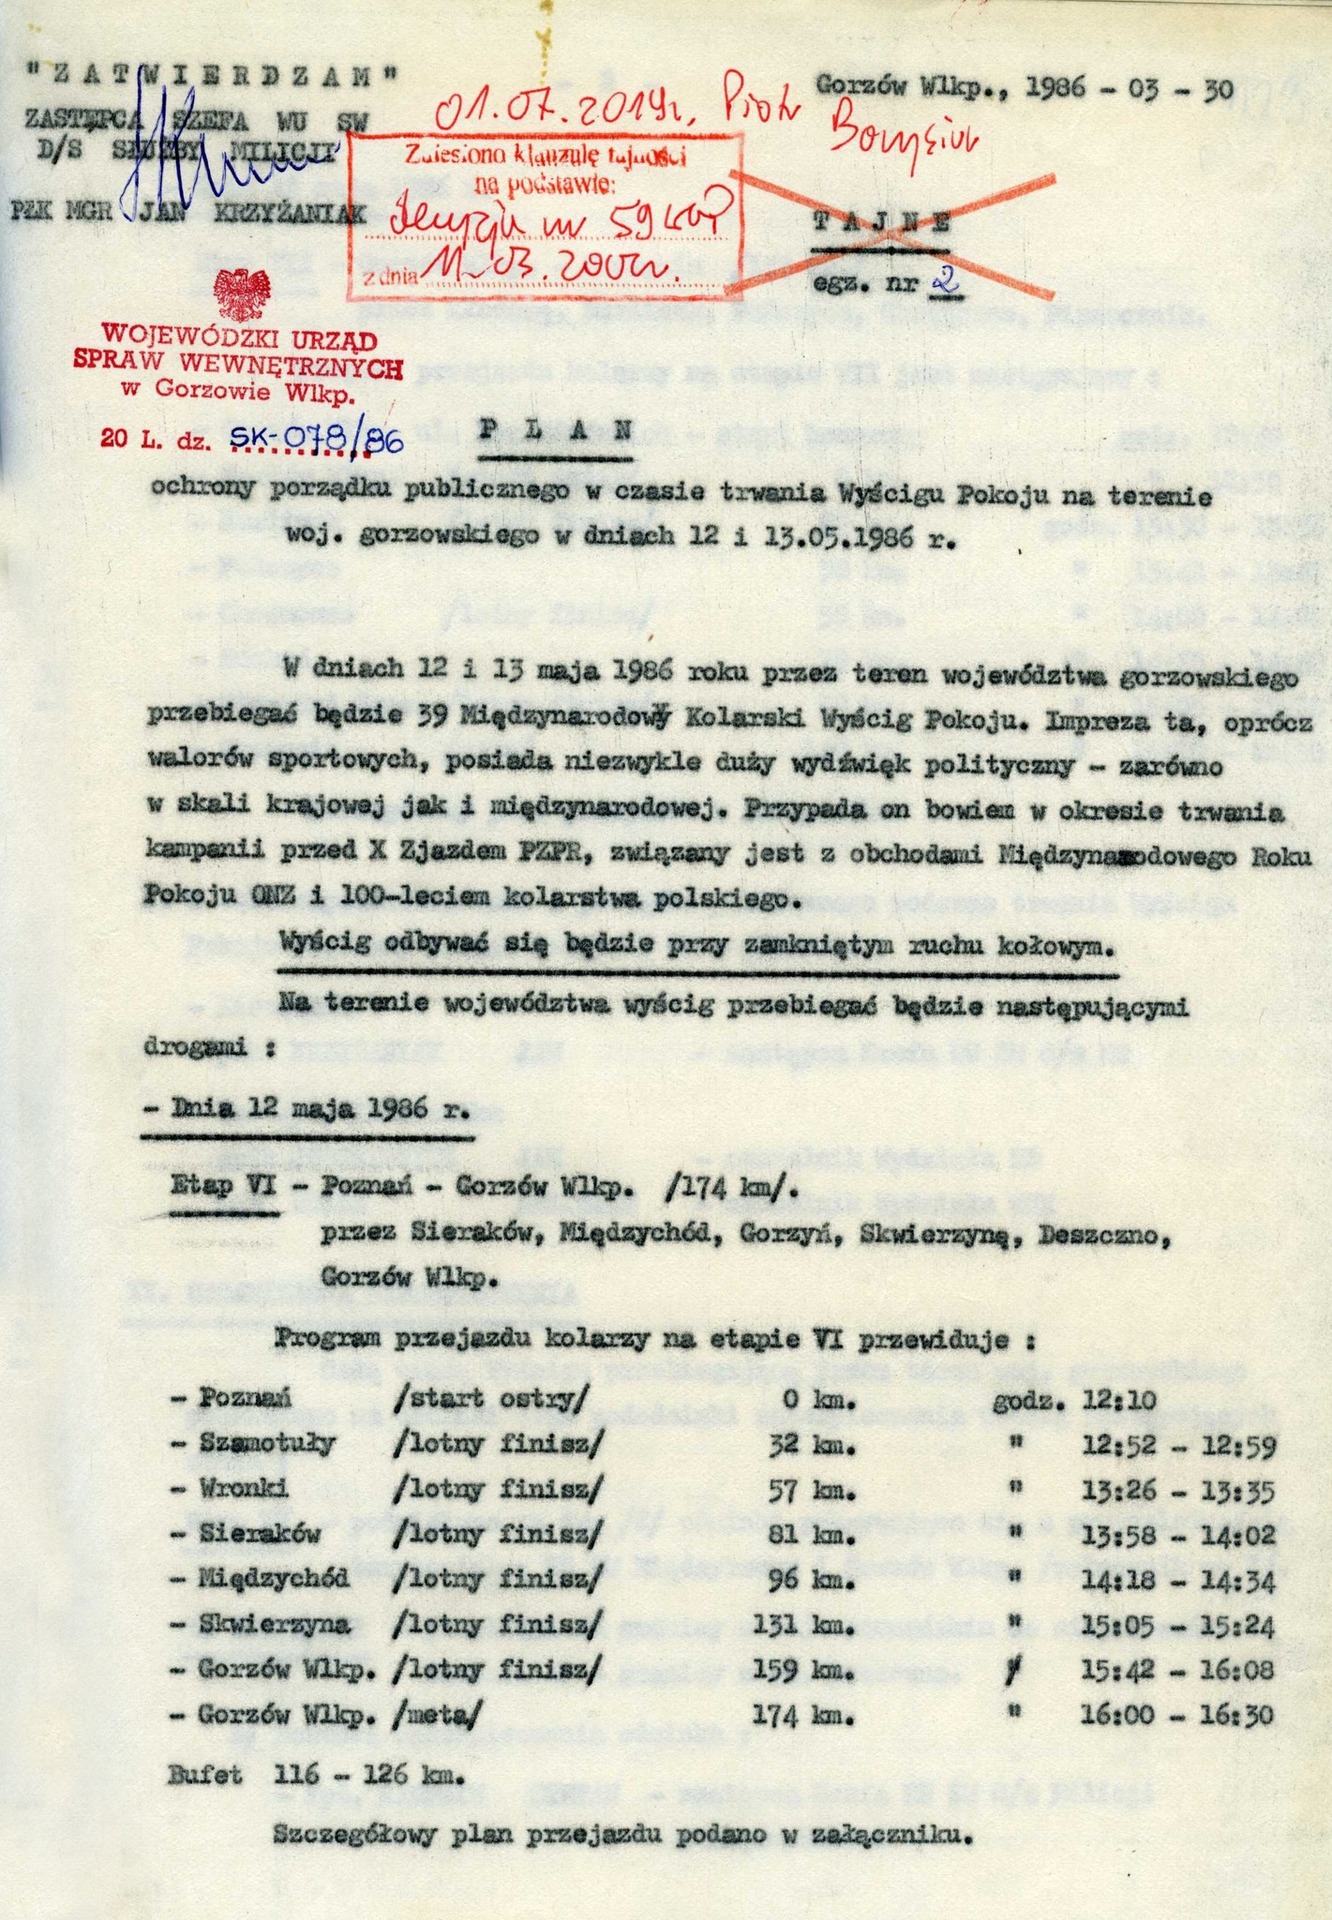 "ZATWIERDZAM"
ZASTĘPCA SZEFA WU SW
D/S SŁUŻBY MILICJI
PŁK MGR JAN KRZYŻANIAK
Gorzów Wlkp., 1986 - 03 - 30
01.07.2019r. Piotr
Zniesiono klauzulę tajności
na podstawie:
nr 59
z dnia 11.03.2002r.
TAJNE
egz. nr 2
WOJEWÓDZKI URZĄD
SPRAW WEWNĘTRZNYCH
w Gorzowie Wlkp.
20 L. dz. SK-078/86
PLAN
ochrony porządku publicznego w czasie trwania Wyścigu Pokoju na terenie
woj. gorzowskiego w dniach 12 i 13.05.1986 r.
W dniach 12 i 13 maja 1986 roku przez teren województwa gorzowskiego
przebiegać będzie 39 Międzynarodowy Kolarski Wyścig Pokoju. Impreza ta, oprócz
walorów sportowych, posiada niezwykle duży wydźwięk polityczny - zarówno
w skali krajowej jak i międzynarodowej. Przypada on bowiem w okresie trwania
kampanii przed X Zjazdem PZPR, związany jest z obchodami Międzynarodowego Roku
Pokoju ONZ i 100-leciem kolarstwa polskiego.
Wyścig odbywać się będzie przy zamkniętym ruchu kołowym.
Na terenie województwa wyścig przebiegać będzie następującymi
drogami :
- Dnia 12 maja 1986 r.
Etap VI - Poznań - Gorzów Wlkp. /174 km/.
przez Sieraków, Międzychód, Gorzyń, Skwierzynę, Deszczno,
Gorzów Wlkp.
Program przejazdu kolarzy na etapie VI przewiduje :
- Poznań /start ostry/ 0 km. godz. 12:10
- Szamotuły /lotny finisz/ 32 km. " 12:52 - 12:59
- Wronki /lotny finisz/ 57 km. " 13:26 - 13:35
- Sieraków /lotny finisz/ 81 km. " 13:58 - 14:02
- Międzychód /lotny finisz/ 96 km. " 14:18 - 14:34
- Skwierzyna /lotny finisz/ 131 km. " 15:05 - 15:24
- Gorzów Wlkp. /lotny finisz/ 159 km. " 15:42 - 16:08
- Gorzów Wlkp. /meta/ 174 km. " 16:00 - 16:30
Bufet 116 - 126 km.
Szczegółowy plan przejazdu podano w załączniku.